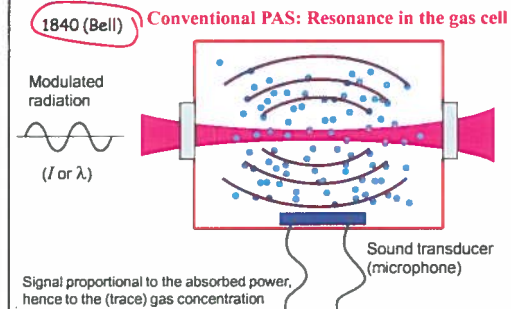 1840 (Bell)
Conventional PAS: Resonance in the gas cell
Modulated
radiation
(I or λ)
Sound transducer
(microphone)
Signal proportional to the absorbed power,
hence to the (trace) gas concentration